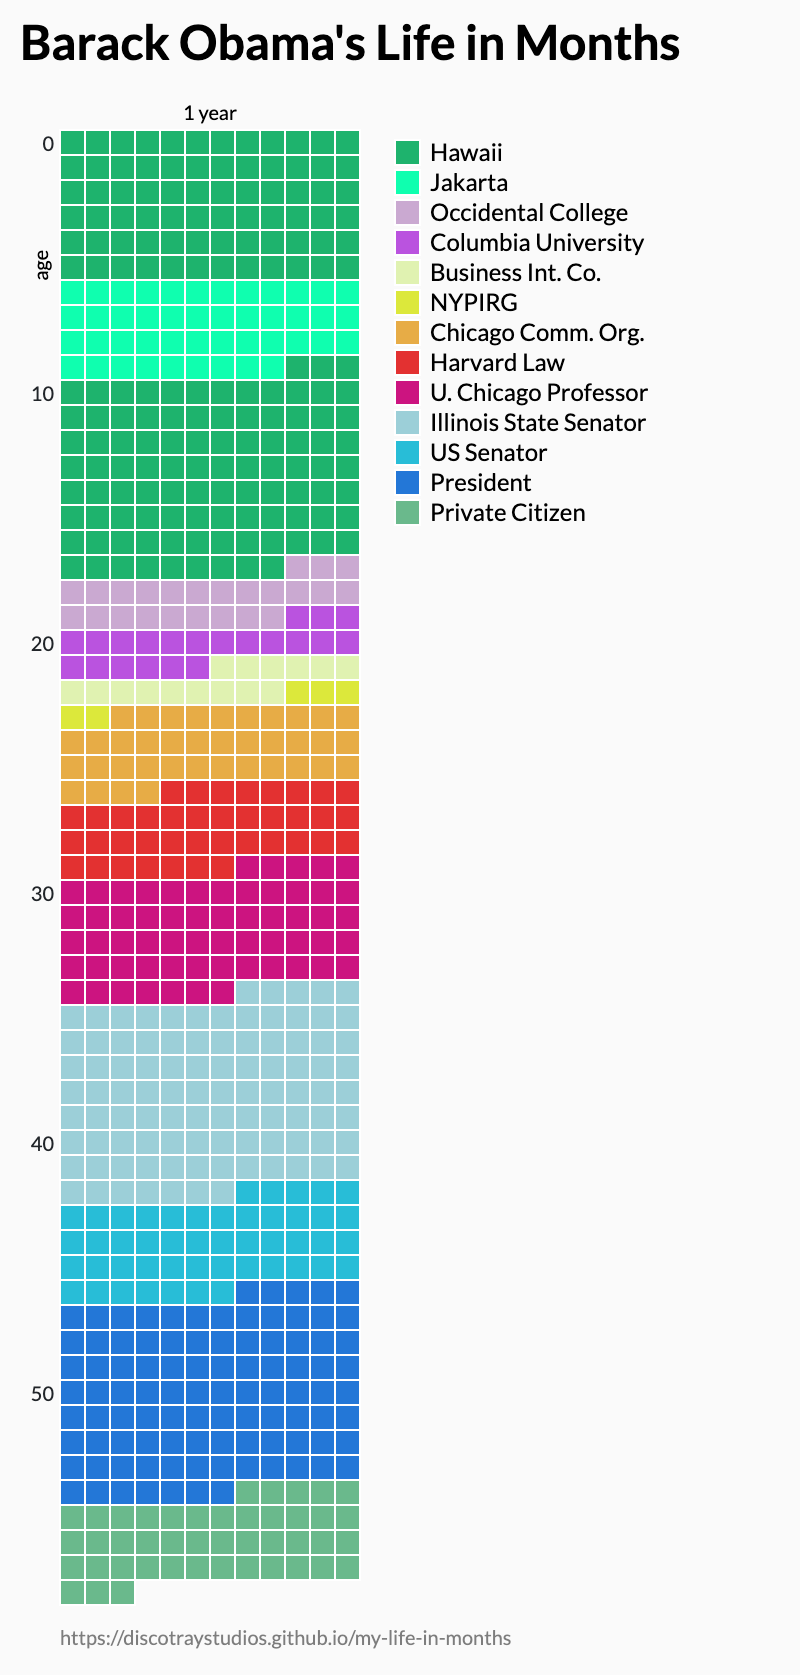 Barack Obama's Life in Months
1 year
0
age
10
20
30
40
50
Hawaii
Jakarta
Occidental College
Columbia University
Business Int. Co.
NYPIRG
Chicago Comm. Org.
Harvard Law
U. Chicago Professor
Illinois State Senator
US Senator
President
Private Citizen
https://discotraystudios.github.io/my-life-in-months